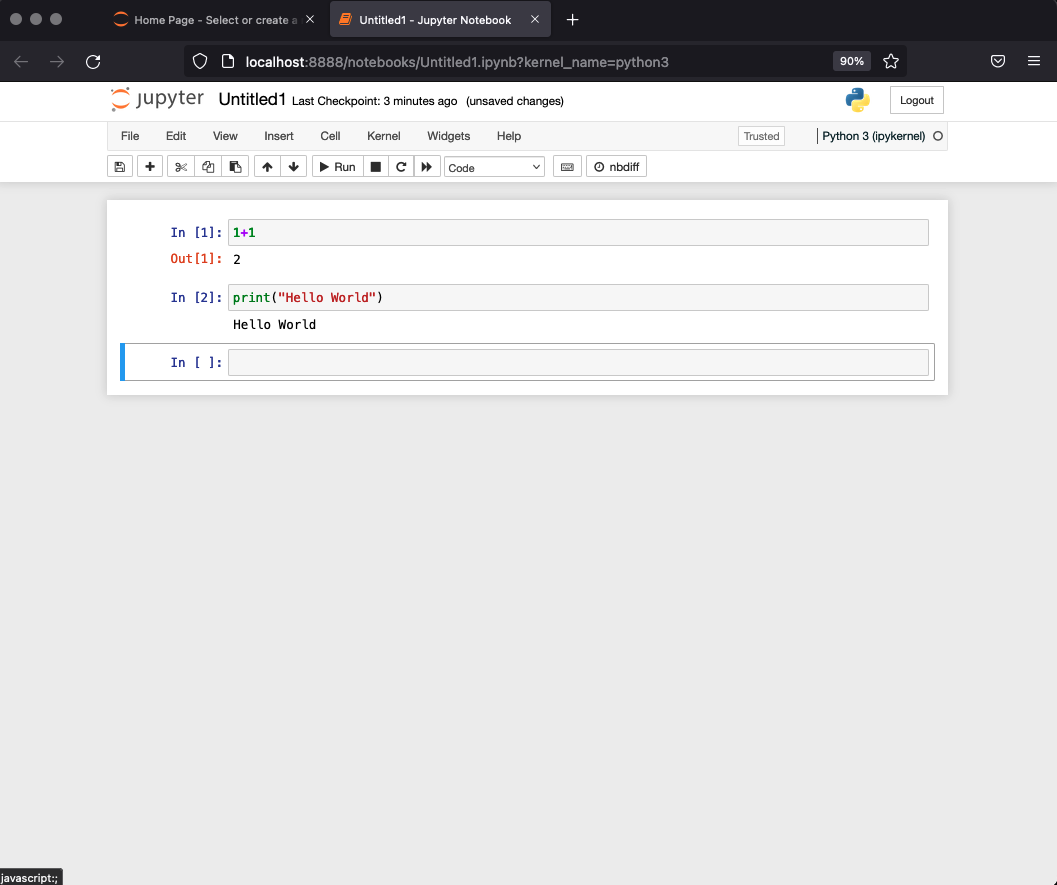 Home Page - Select or create a
Untitled1 - Jupyter Notebook
localhost:8888/notebooks/Untitled1.ipynb?kernel_name=python3 90%
jupyter Untitled1 Last Checkpoint: 3 minutes ago (unsaved changes) Logout
File Edit View Insert Cell Kernel Widgets Help Trusted Python 3 (ipykernel)
Run Code nbdiff
In [1]: 1+1
Out[1]: 2
In [2]: print("Hello World")
Hello World
In [ ]:
javascript:;